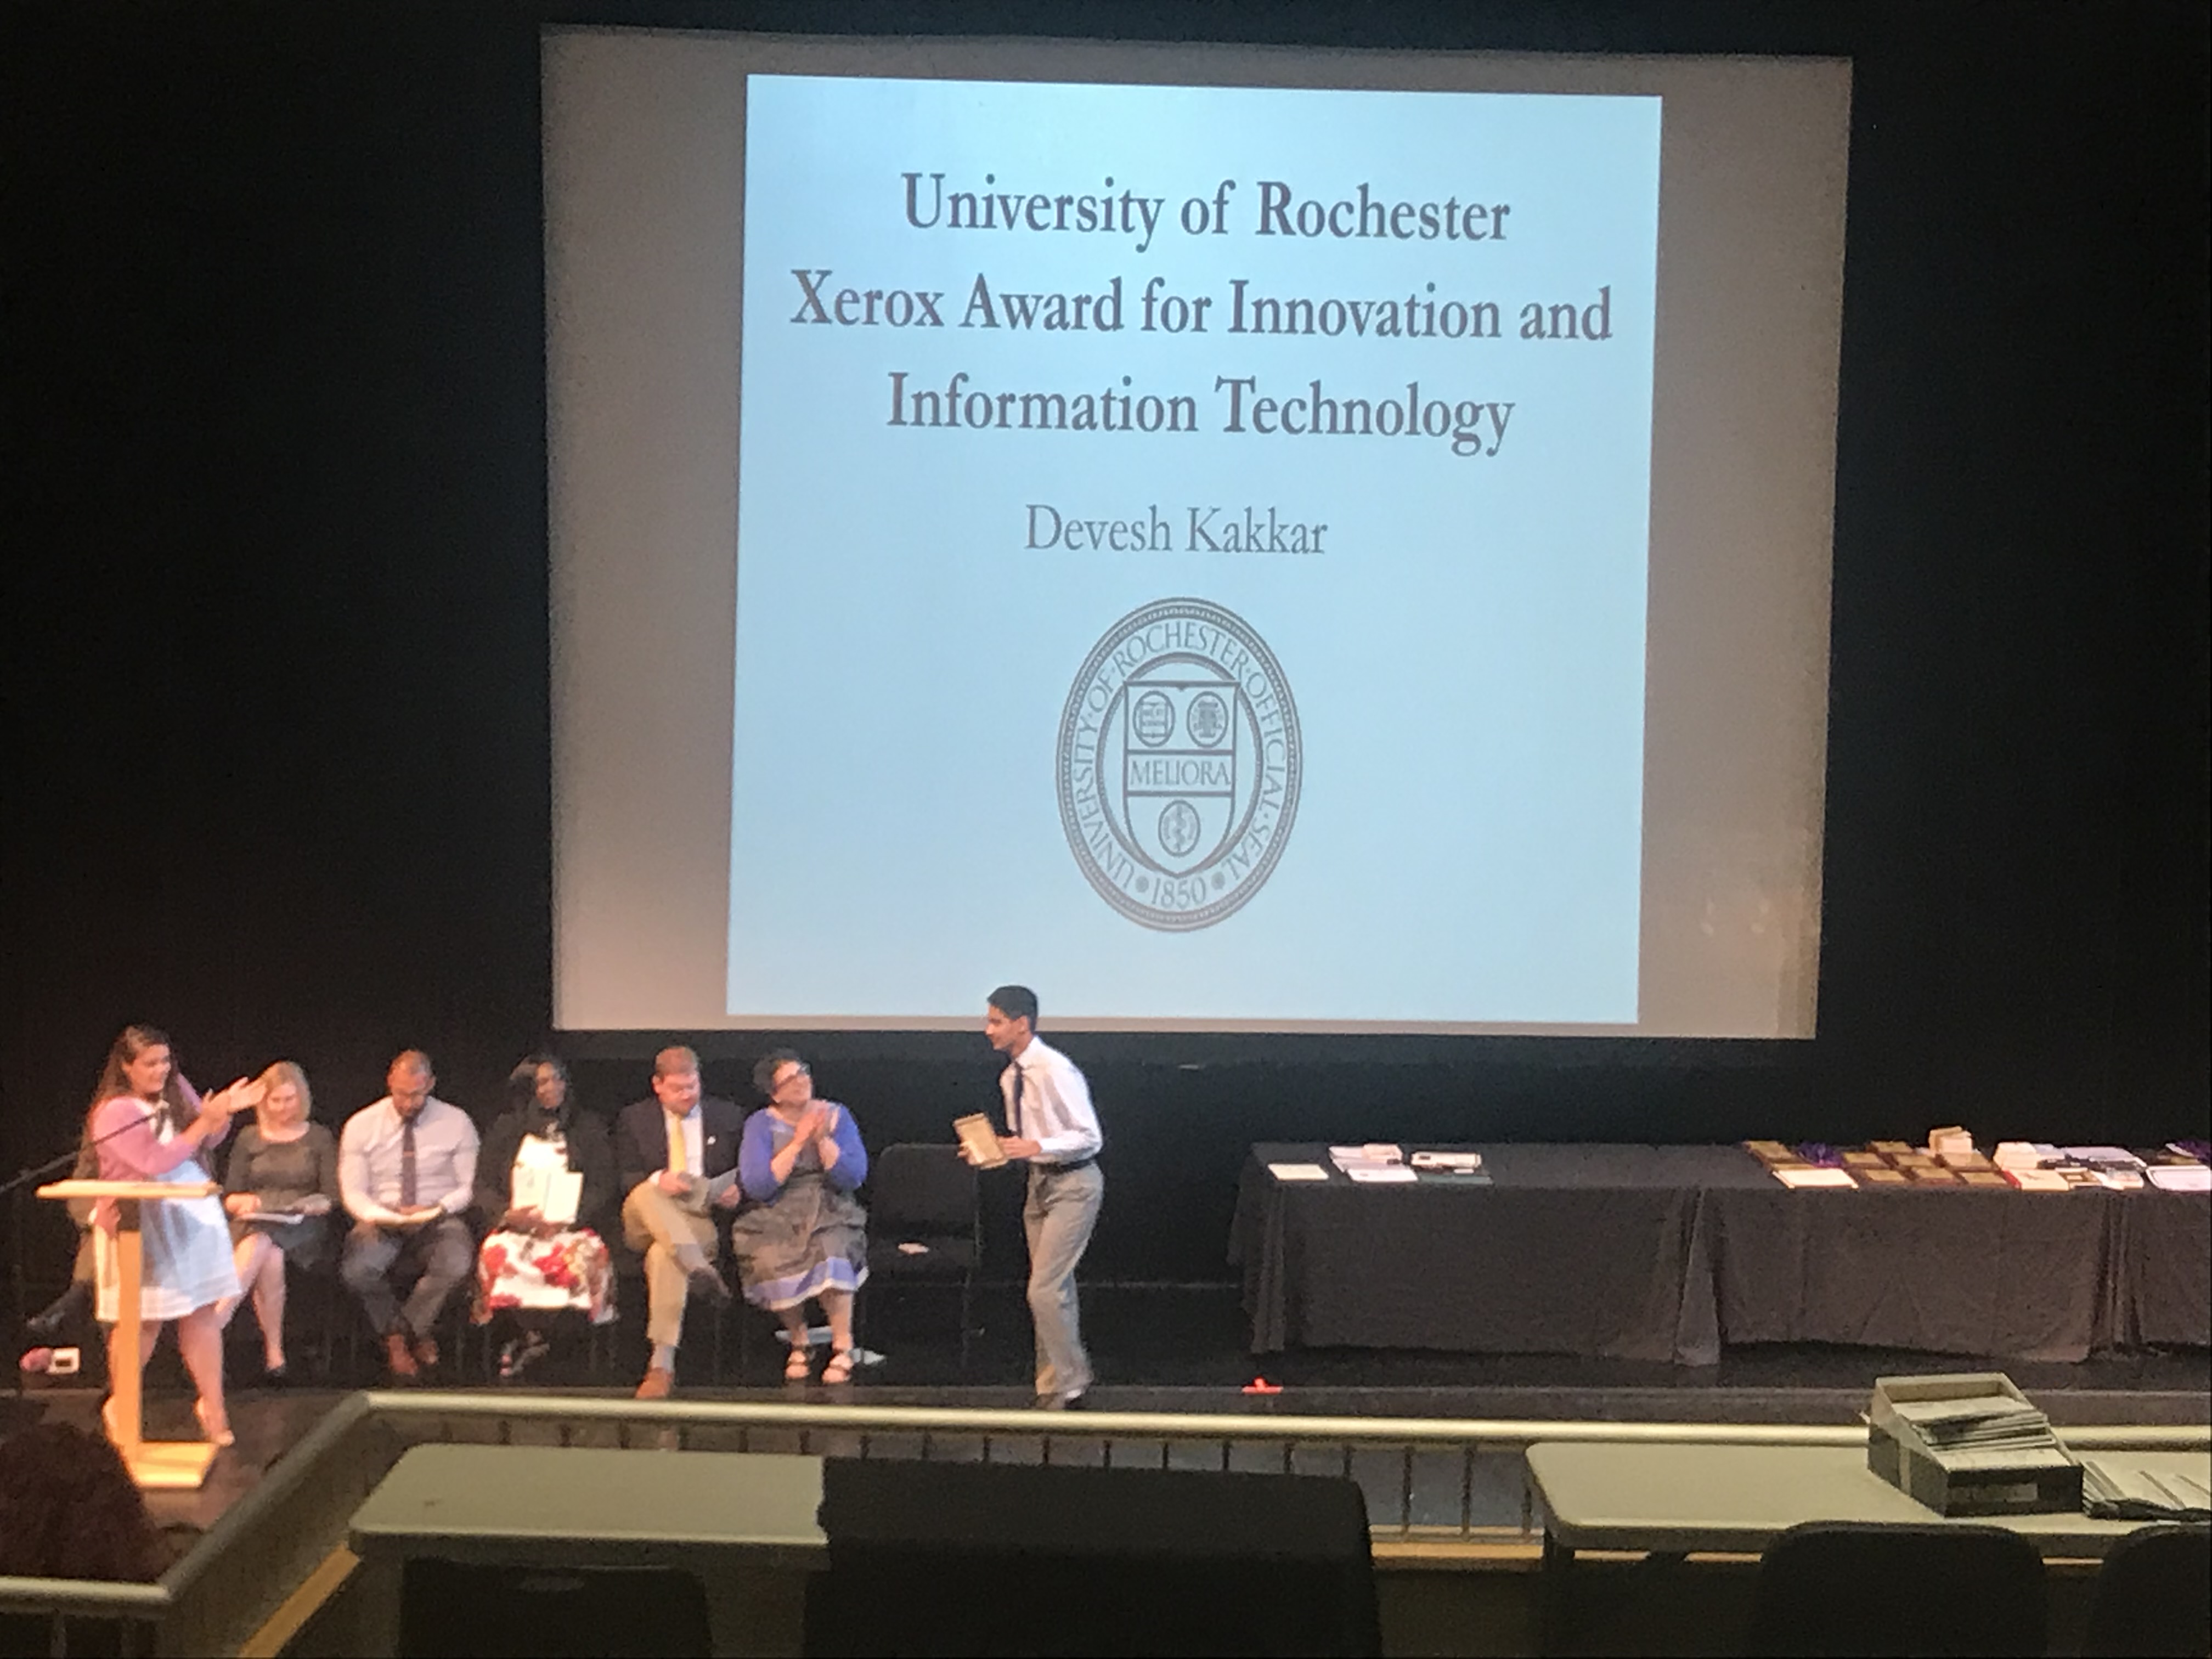 University of Rochester
Xerox Award for Innovation and
Information Technology
Devesh Kakkar
UNIVERSITY·OF·ROCHESTER·OFFICIAL·SEAL
MELIORA
1850